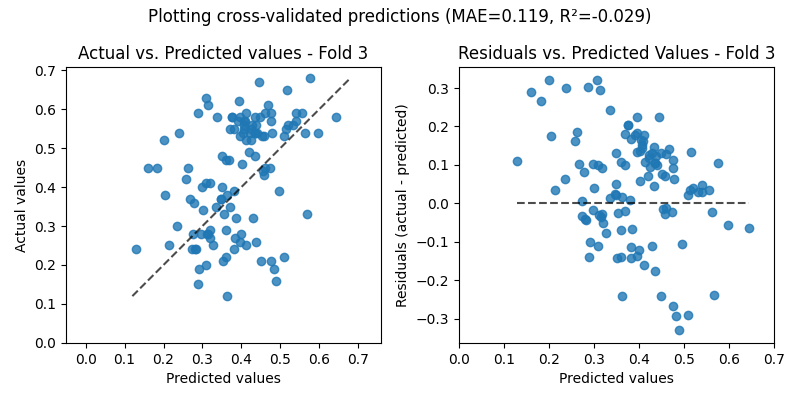 Plotting cross-validated predictions (MAE=0.119, R²=-0.029)
Actual vs. Predicted values - Fold 3
Actual values
0.7
0.6
0.5
0.4
0.3
0.2
0.1
0.0
0.0 0.1 0.2 0.3 0.4 0.5 0.6 0.7
Predicted values
Residuals vs. Predicted Values - Fold 3
Residuals (actual - predicted)
0.3
0.2
0.1
0.0
−0.1
−0.2
−0.3
0.0 0.1 0.2 0.3 0.4 0.5 0.6 0.7
Predicted values